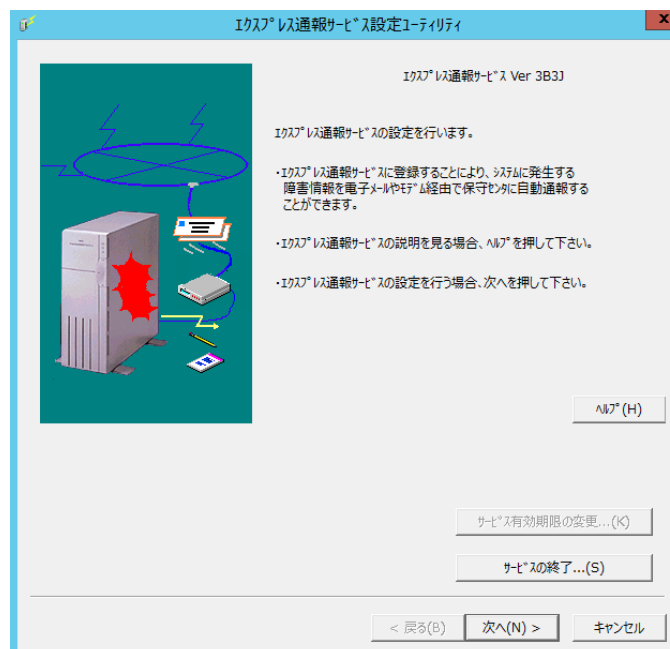 エクスプレス通報サービス設定ユーティリティ
x
エクスプレス通報サービス Ver 3B3J
エクスプレス通報サービスの設定を行います。
・エクスプレス通報サービスに登録することにより、システムに発生する
障害情報を電子メールやモデム経由で保守センタに自動通報する
ことができます。
・エクスプレス通報サービスの説明を見る場合、ヘルプを押して下さい。
・エクスプレス通報サービスの設定を行う場合、次へを押して下さい。
ヘルプ(H)
サービス有効期限の変更...(K)
サービスの終了...(S)
< 戻る(B)
次へ(N) >
キャンセル